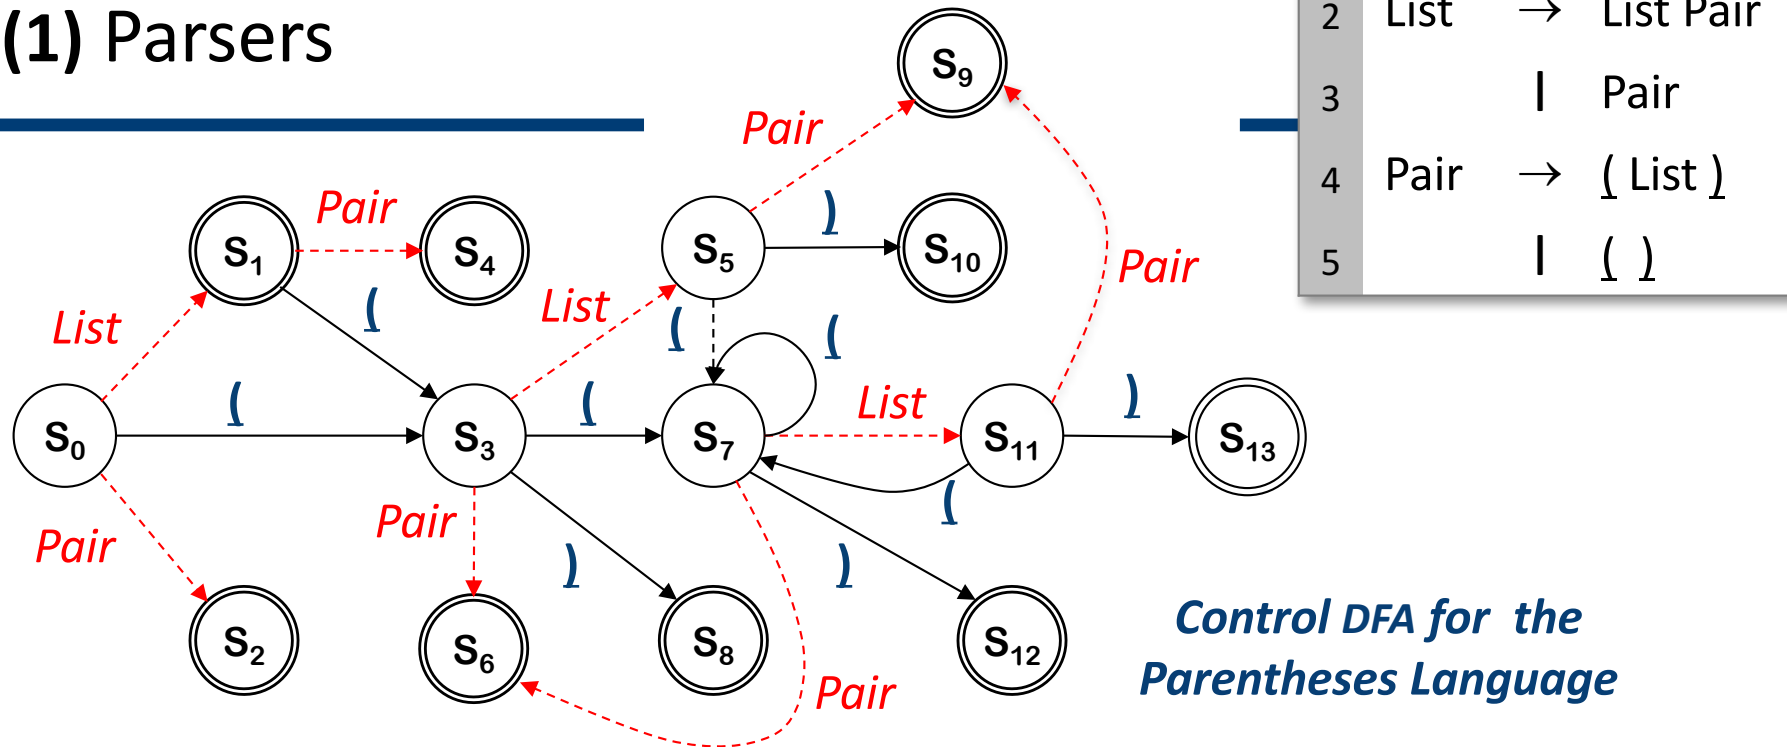 (1) Parsers
2 List → List Pair
3 | Pair
4 Pair → ( List )
5 | ( )
S9
Pair
Pair
S1
Pair
S4
S5
)
S10
List
(
List
(
(
Pair
S0
(
S3
(
S7
List
S11
)
S13
Pair
Pair
)
)
(
S2
S6
S8
S12
Pair
Control DFA for the
Parentheses Language